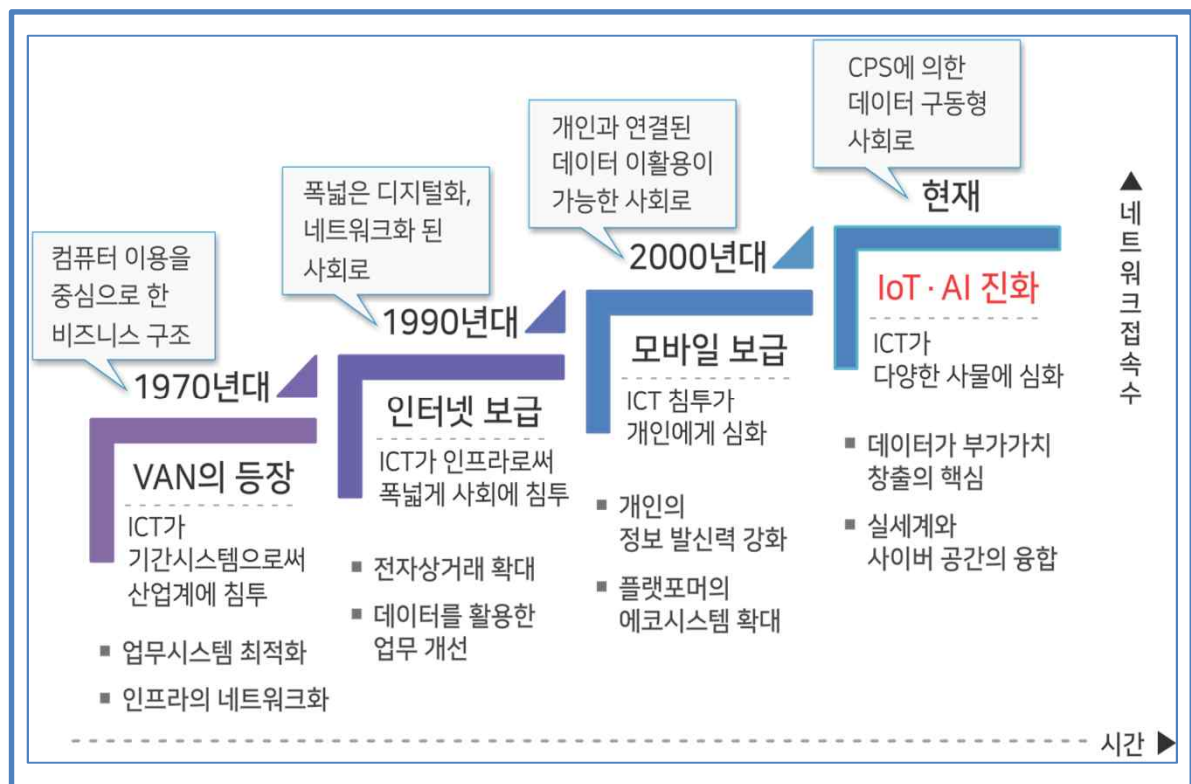 컴퓨터 이용을
중심으로 한
비즈니스 구조
1970년대
VAN의 등장
ICT가
기간시스템으로써
산업계에 침투
▪ 업무시스템 최적화
▪ 인프라의 네트워크화
폭넓은 디지털화,
네트워크화 된
사회로
1990년대
인터넷 보급
ICT가 인프라로써
폭넓게 사회에 침투
▪ 전자상거래 확대
▪ 데이터를 활용한
업무 개선
개인과 연결된
데이터 이활용이
가능한 사회로
2000년대
모바일 보급
ICT 침투가
개인에게 심화
▪ 개인의
정보 발신력 강화
▪ 플랫포머의
에코시스템 확대
CPS에 의한
데이터 구동형
사회로
현재
IoT · AI 진화
ICT가
다양한 사물에 심화
▪ 데이터가 부가가치
창출의 핵심
▪ 실세계와
사이버 공간의 융합
▲네트워크접속수
시간 ▶